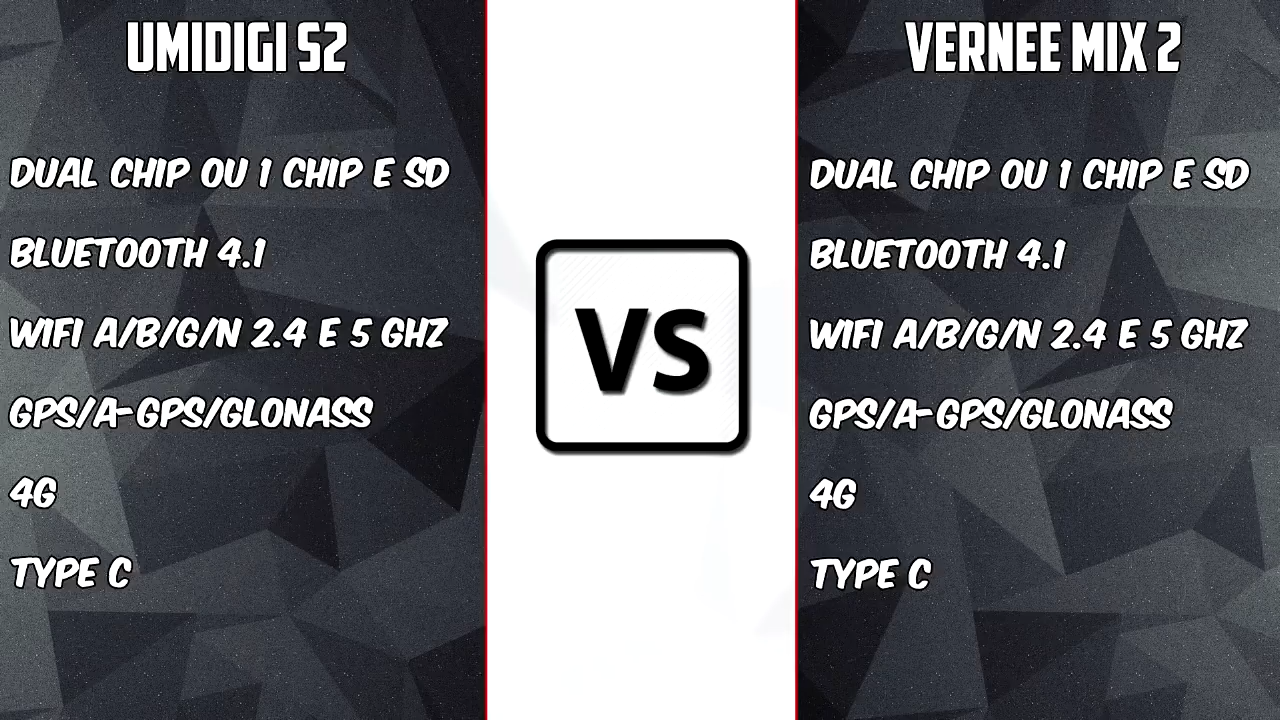 UMIDIGI S2
DUAL CHIP OU 1 CHIP E SD
BLUETOOTH 4.1
WIFI A/B/G/N 2.4 E 5 GHZ
GPS/A-GPS/GLONASS
4G
TYPE C
VS
VERNEE MIX 2
DUAL CHIP OU 1 CHIP E SD
BLUETOOTH 4.1
WIFI A/B/G/N 2.4 E 5 GHZ
GPS/A-GPS/GLONASS
4G
TYPE C